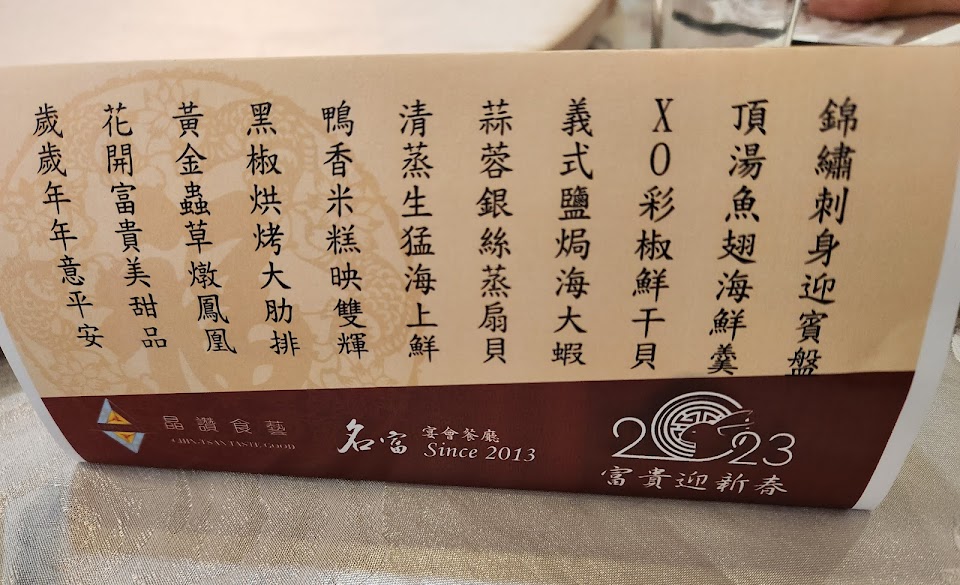 錦繡刺身迎賓盤
頂湯魚翅海鮮羹
XO彩椒鮮干貝
義式鹽焗海大蝦
蒜蓉銀絲蒸扇貝
清蒸生猛海上鮮
鴨香米糕映雙輝
黑椒烘烤大肋排
黃金蟲草燉鳳凰
花開富貴美甜品
歲歲年年意平安
晶讚食藝
CHIN-TSAN TASTE GOOD
名富
宴會餐廳
Since 2013
2023
富貴迎新春